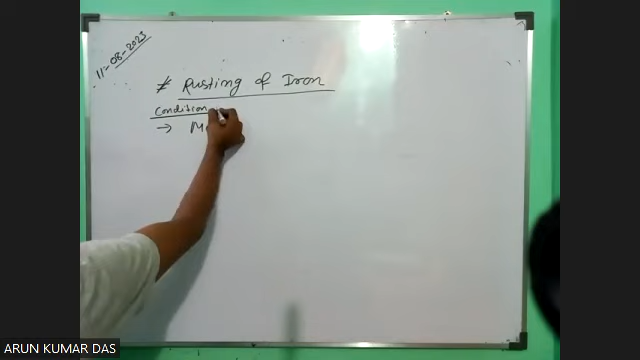 11-08-2023
# Rusting of Iron
Condition
→
ARUN KUMAR DAS